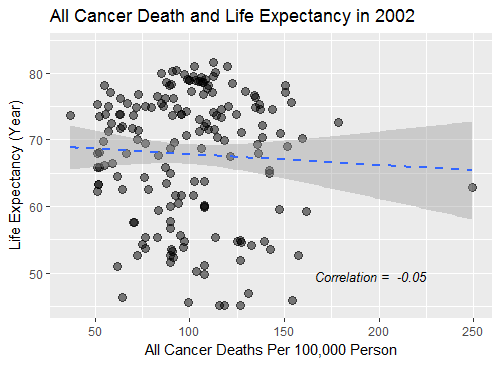 All Cancer Death and Life Expectancy in 2002
Life Expectancy (Year)
80
70
60
50
Correlation = -0.05
50
100
150
200
250
All Cancer Deaths Per 100,000 Person